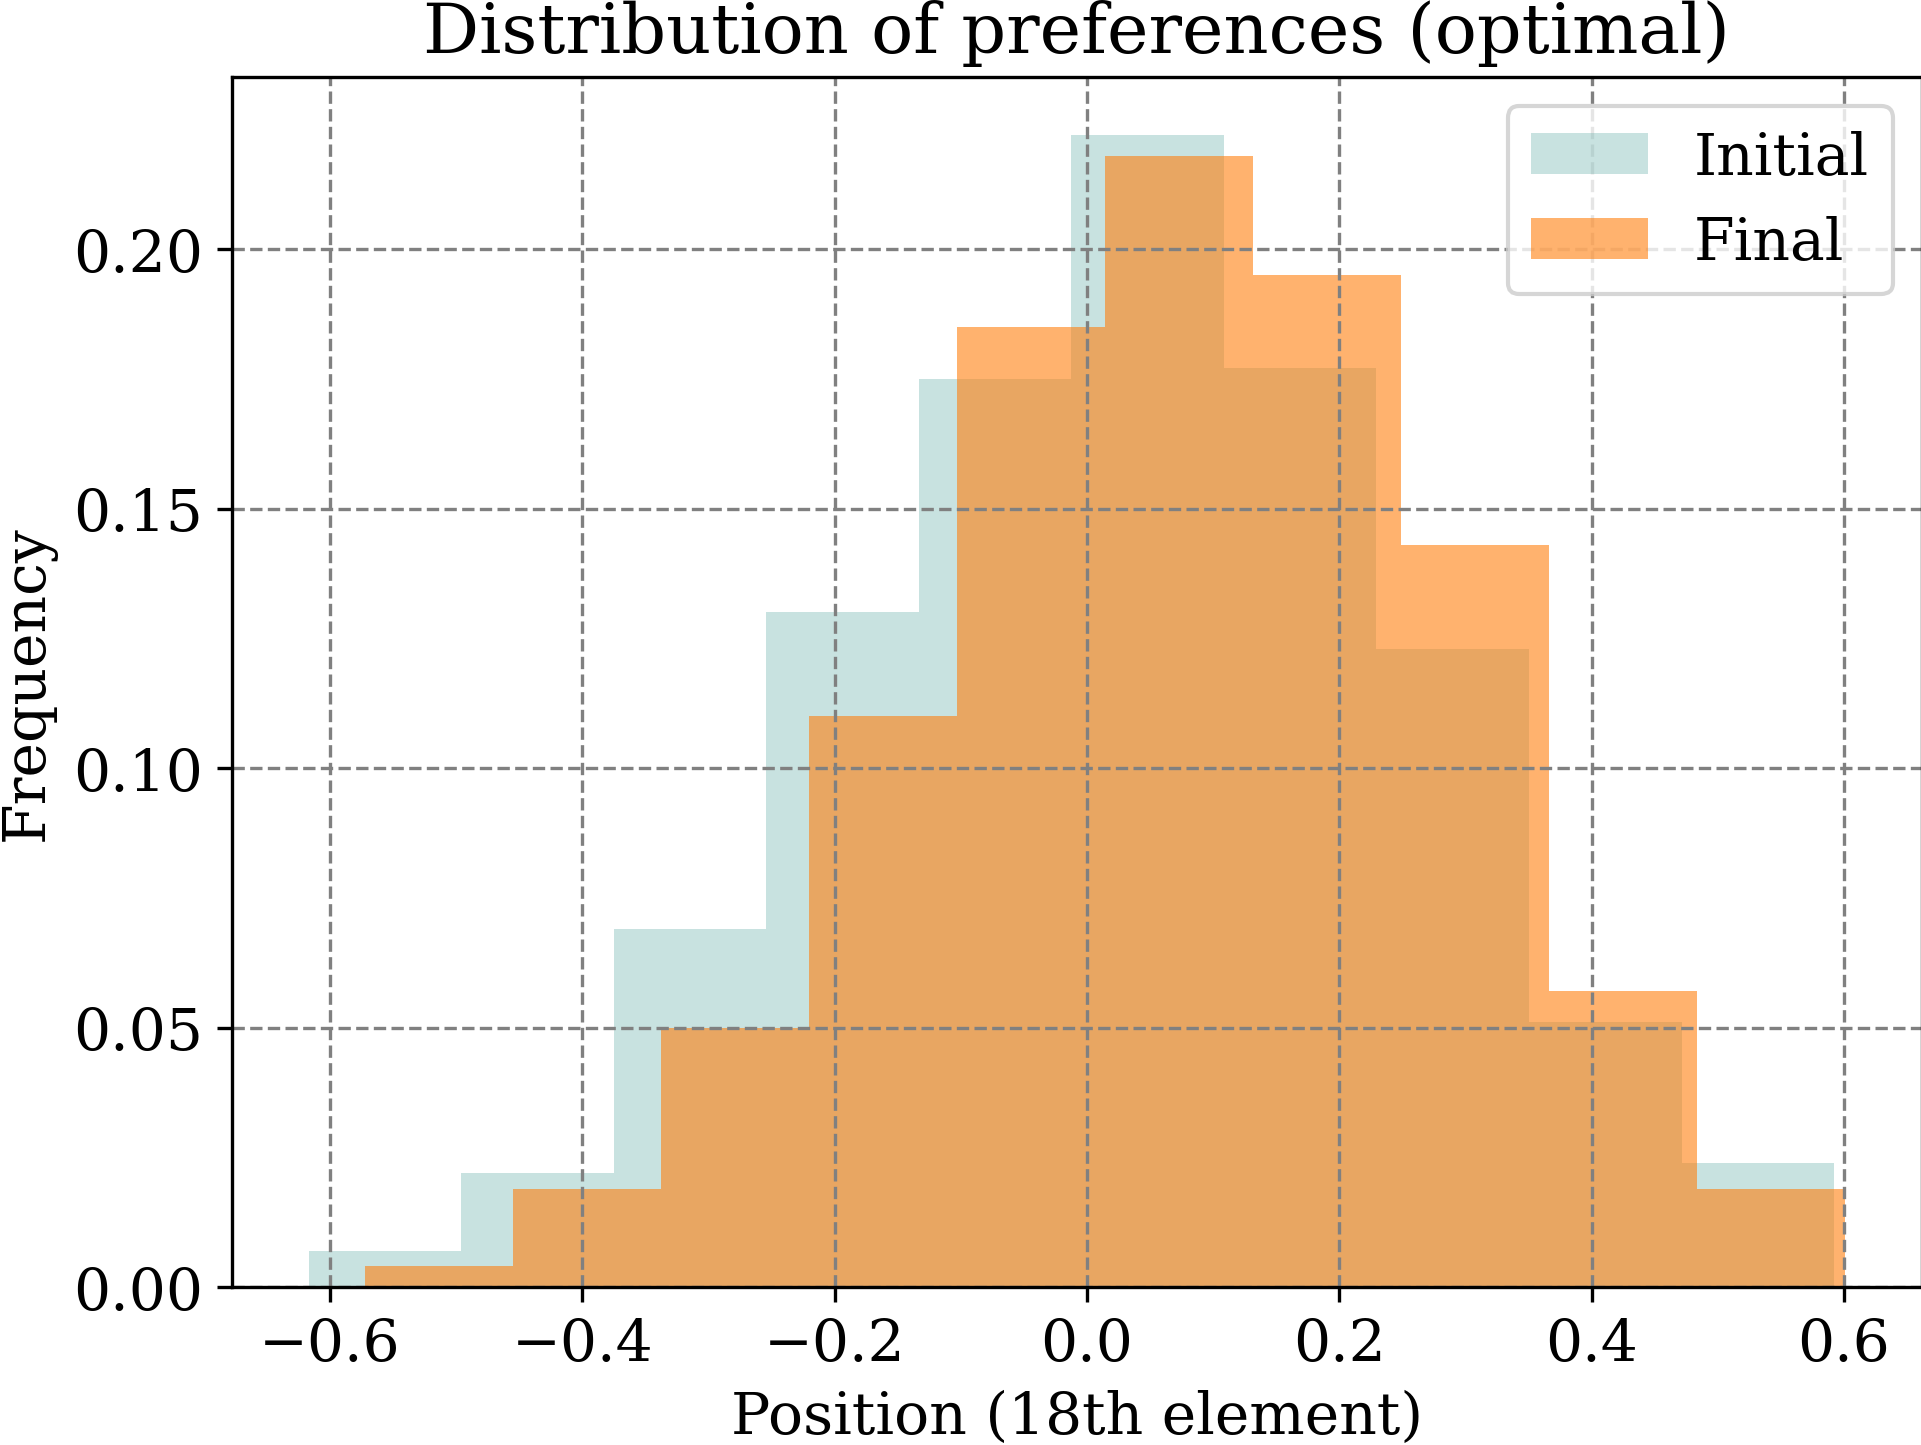 Distribution of preferences (optimal)
Initial
Final
Frequency
0.20
0.15
0.10
0.05
0.00
−0.6 −0.4 −0.2 0.0 0.2 0.4 0.6
Position (18th element)